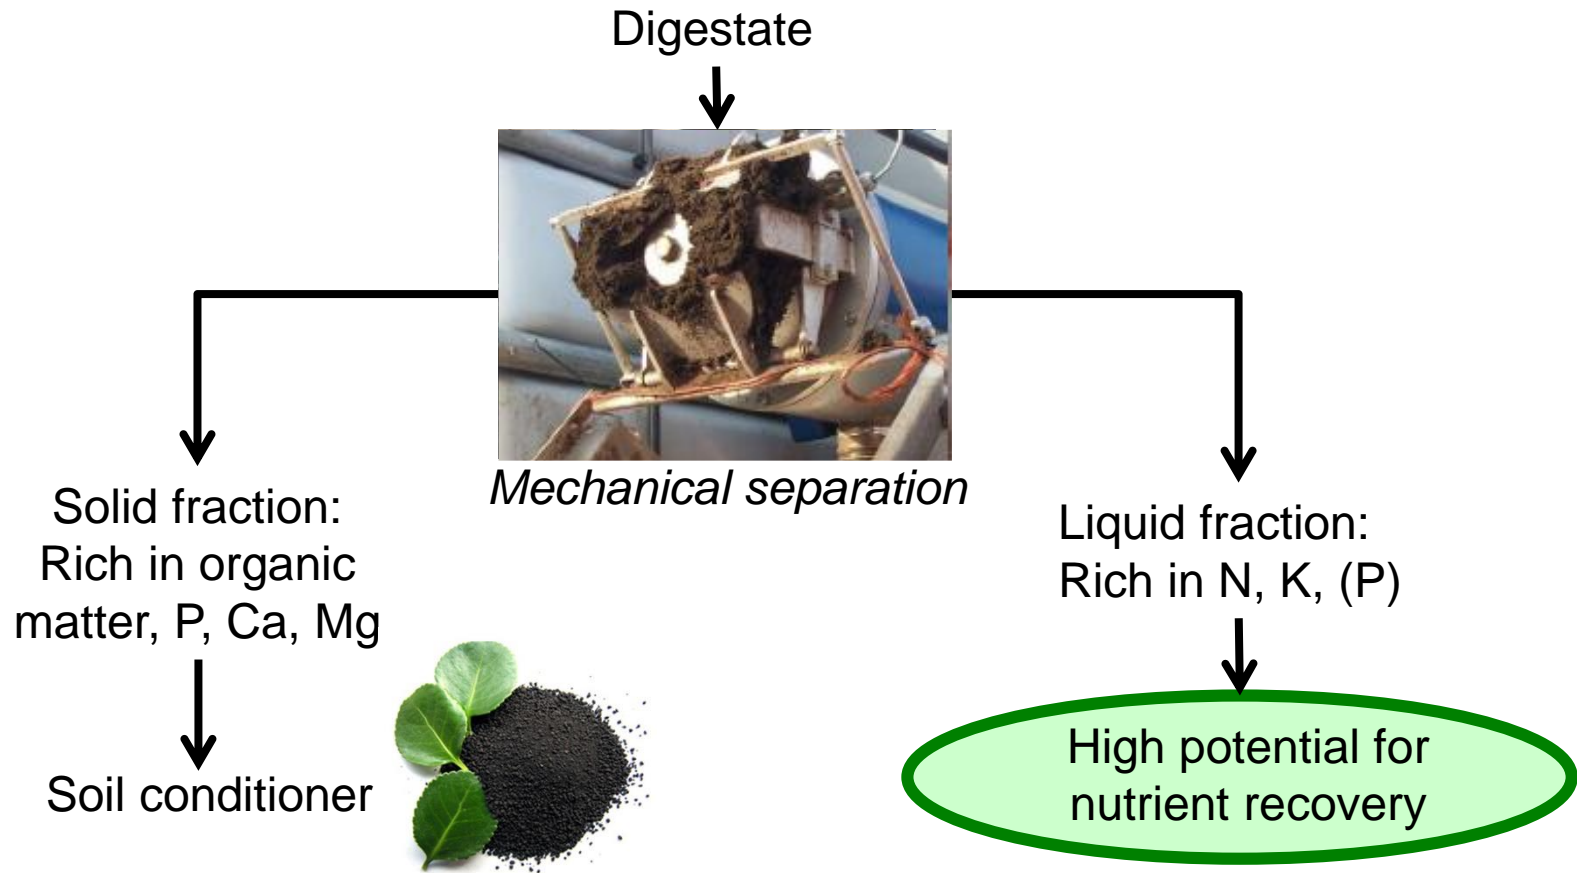 Digestate
Mechanical separation
Solid fraction:
Rich in organic
matter, P, Ca, Mg
Soil conditioner
Liquid fraction:
Rich in N, K, (P)
High potential for
nutrient recovery